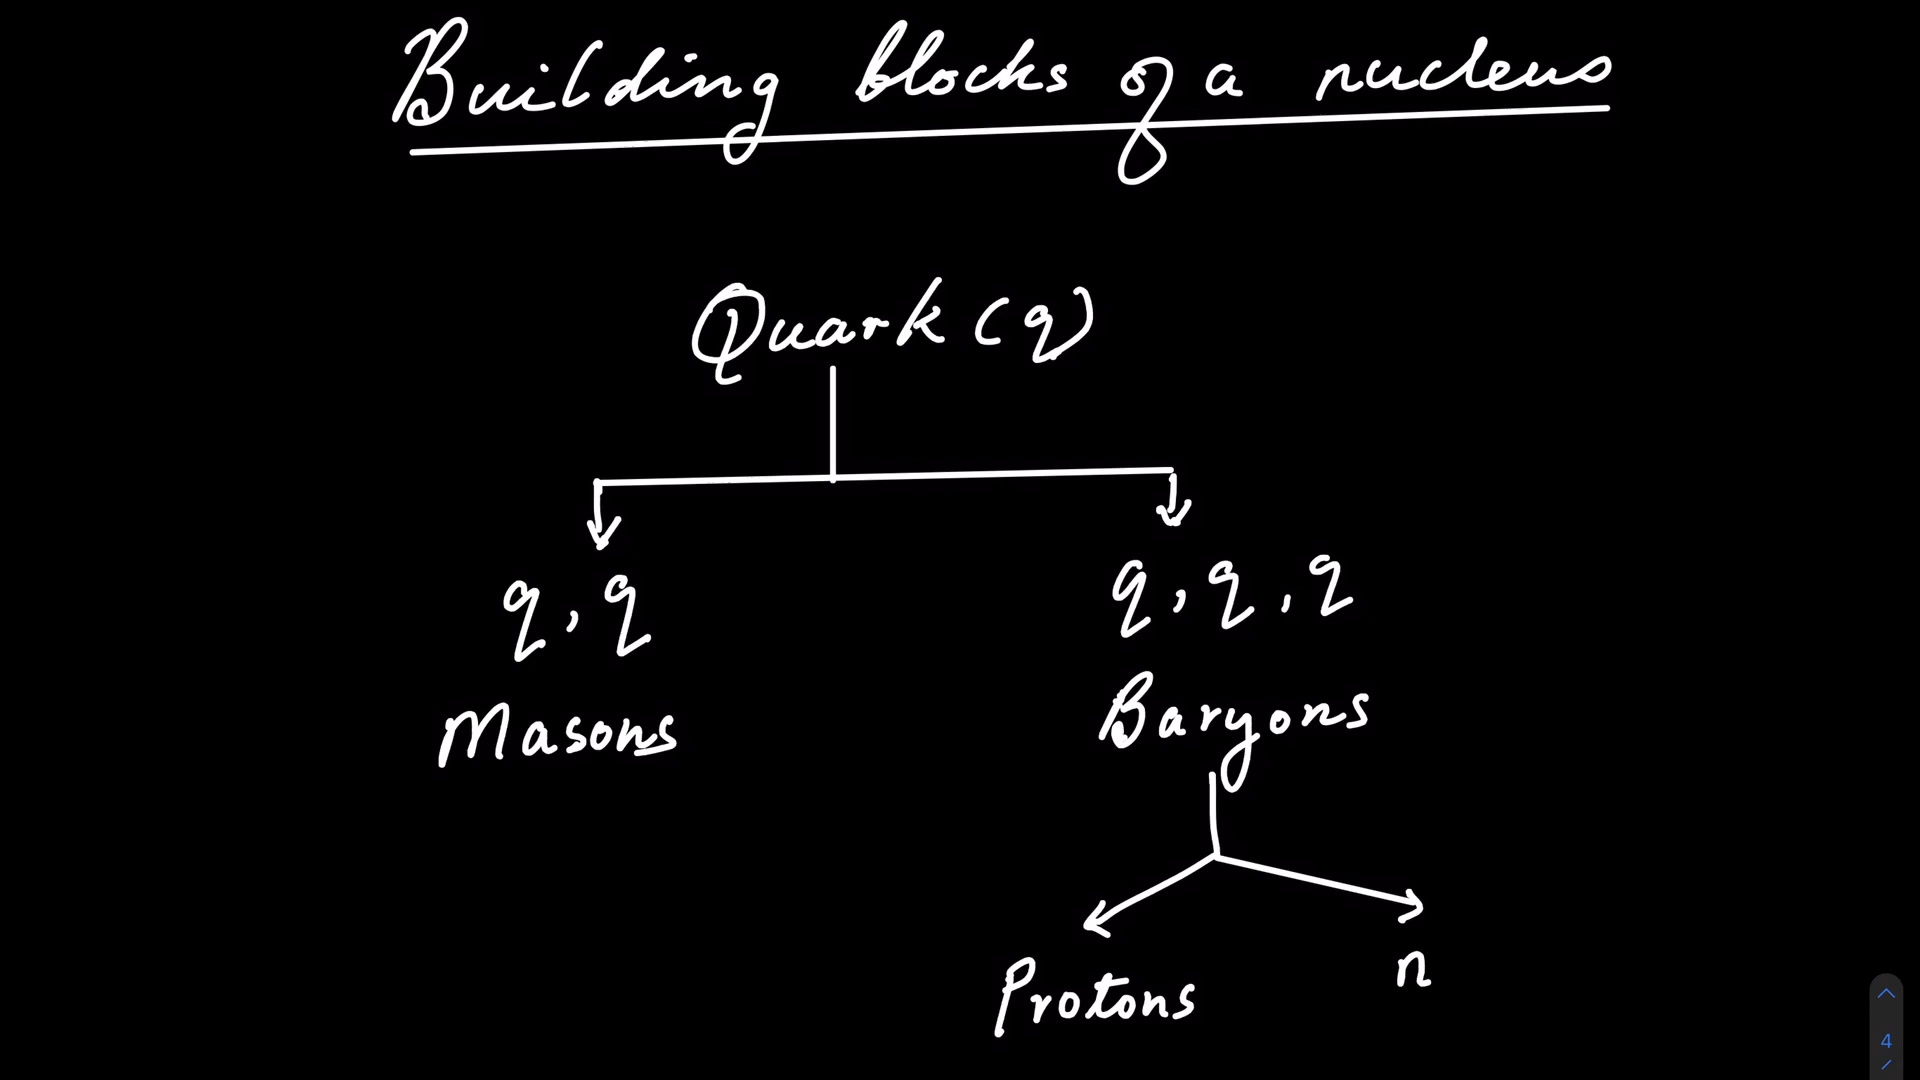 Building blocks of a nucleus
Quark (q)
q, q
q, q, q
Masons
Baryons
Protons
n
4